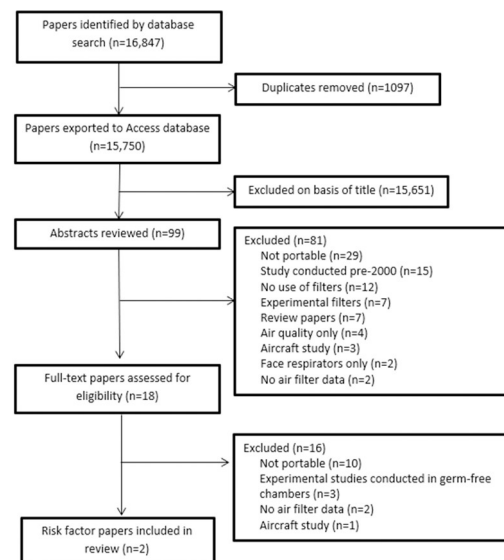 Papers identified by database
search (n=16,847)
Duplicates removed (n=1097)
Papers exported to Access database
(n=15,750)
Excluded on basis of title (n=15,651)
Abstracts reviewed (n=99)
Excluded (n=81)
Not portable (n=29)
Study conducted pre-2000 (n=15)
No use of filters (n=12)
Experimental filters (n=7)
Review papers (n=7)
Air quality only (n=4)
Aircraft study (n=3)
Face respirators only (n=2)
No air filter data (n=2)
Full-text papers assessed for
eligibility (n=18)
Excluded (n=16)
Not portable (n=10)
Experimental studies conducted in germ-free
chambers (n=3)
No air filter data (n=2)
Aircraft study (n=1)
Risk factor papers included in
review (n=2)